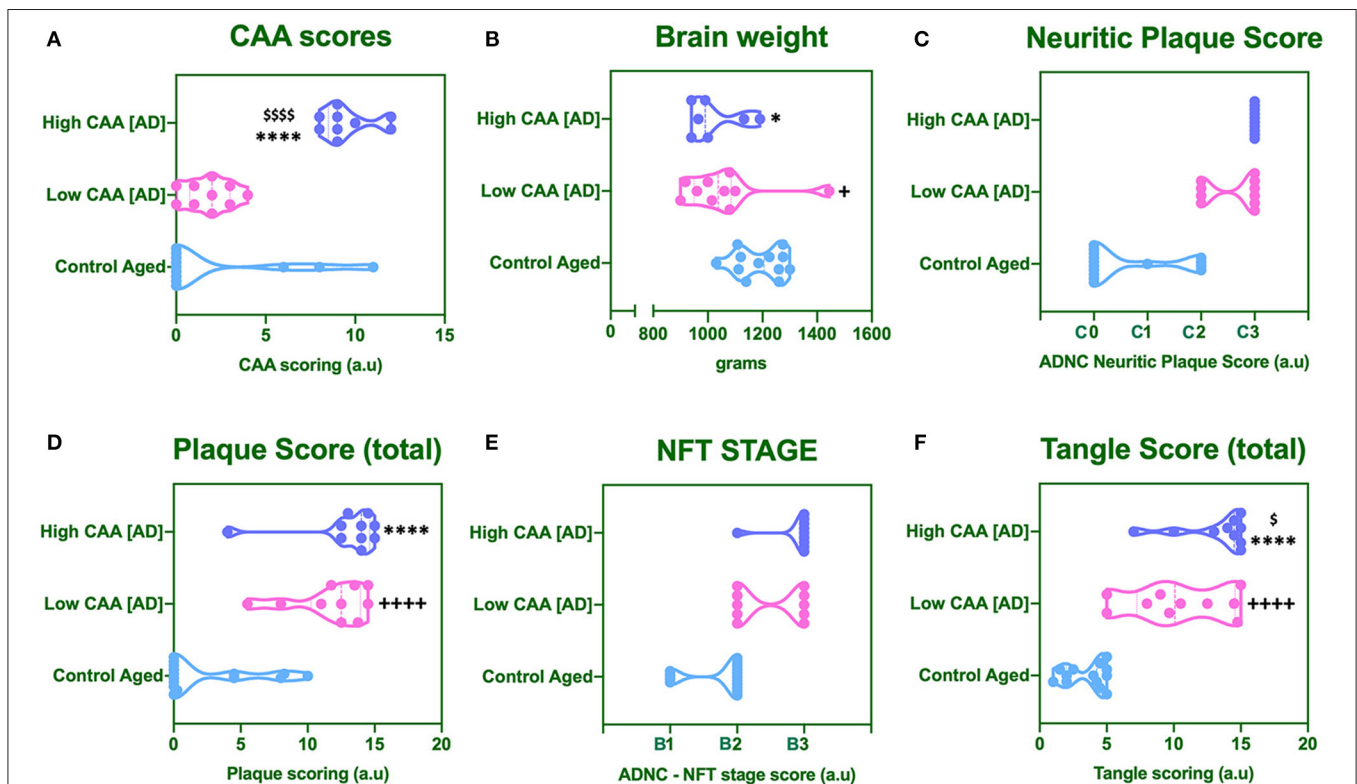 A CAA scores
High CAA [AD]
$$$$
****
Low CAA [AD]
Control Aged
0 5 10 15
CAA scoring (a.u)
B Brain weight
High CAA [AD] *
Low CAA [AD] +
Control Aged
0 800 1000 1200 1400 1600
grams
C Neuritic Plaque Score
High CAA [AD]
Low CAA [AD]
Control Aged
C0 C1 C2 C3
ADNC Neuritic Plaque Score (a.u)
D Plaque Score (total)
High CAA [AD] ****
Low CAA [AD] ++++
Control Aged
0 5 10 15 20
Plaque scoring (a.u)
E NFT STAGE
High CAA [AD]
Low CAA [AD]
Control Aged
B1 B2 B3
ADNC - NFT stage score (a.u)
F Tangle Score (total)
$
High CAA [AD] ****
Low CAA [AD] ++++
Control Aged
0 5 10 15 20
Tangle scoring (a.u)